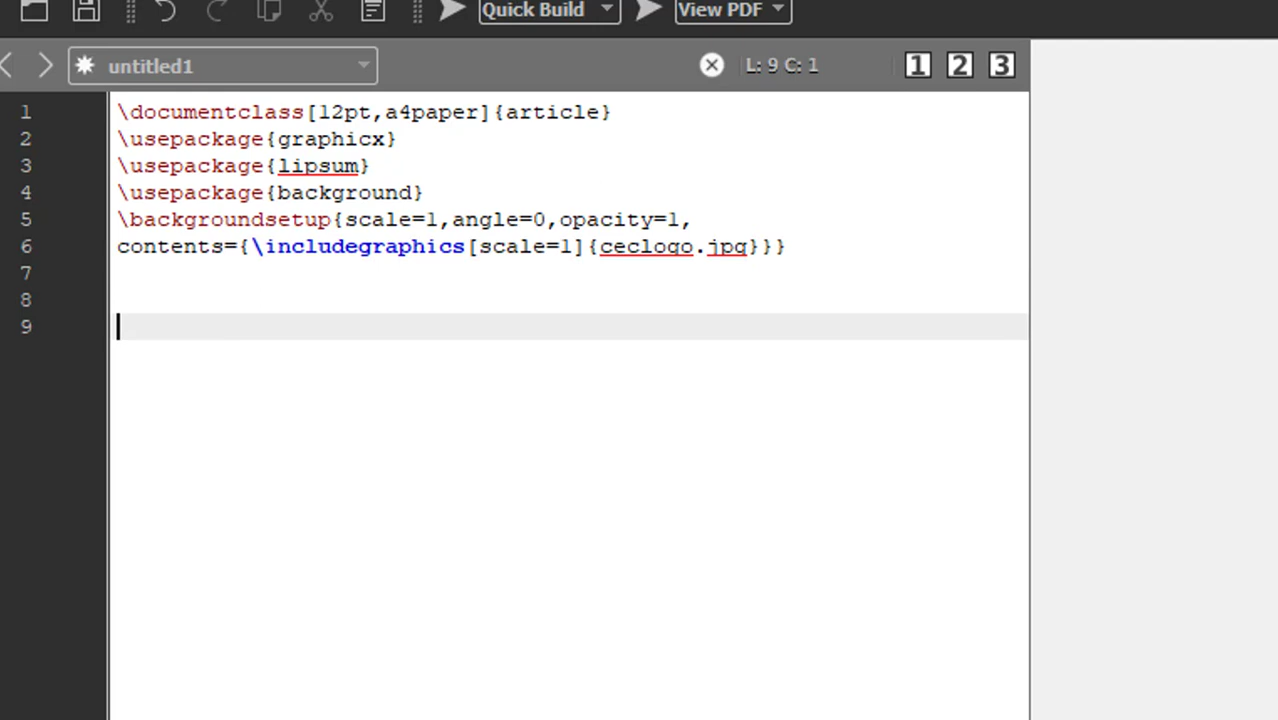 Quick Build View PDF
untitled1 L: 9 C: 1 1 2 3
1 \documentclass[12pt,a4paper]{article}
2 \usepackage{graphicx}
3 \usepackage{lipsum}
4 \usepackage{background}
5 \backgroundsetup{scale=1,angle=0,opacity=1,
6 contents={\includegraphics[scale=1]{ceclogo.jpg}}}
7
8
9